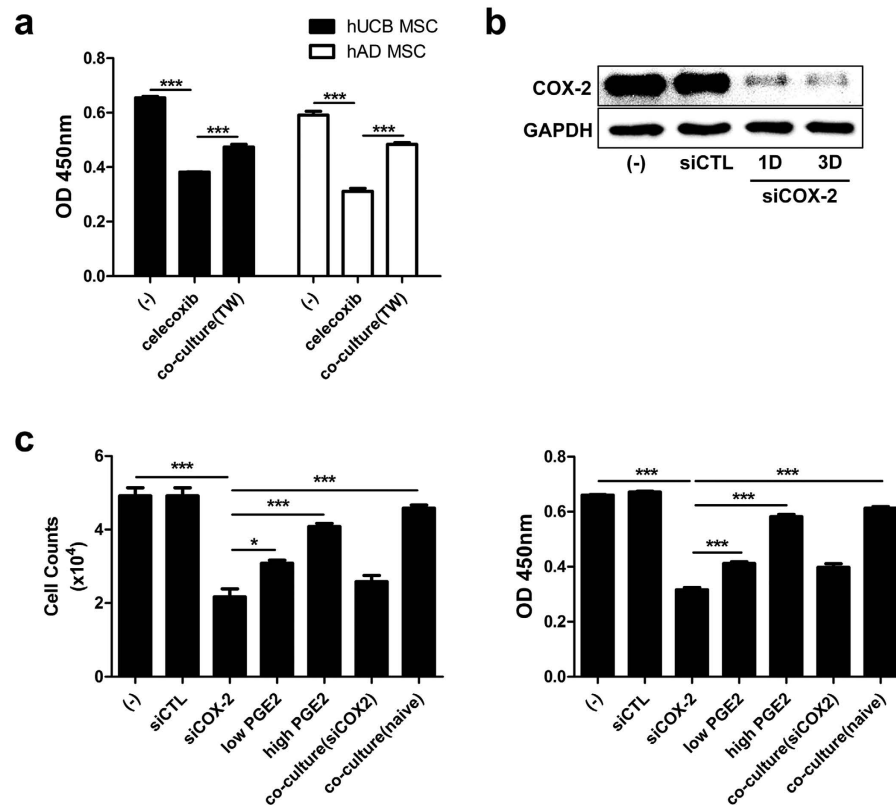 a
hUCB MSC
hAD MSC
OD 450nm
0.8
0.6
0.4
0.2
0.0
***
***
***
***
(-)
celecoxib
co-culture(TW)
(-)
celecoxib
co-culture(TW)
b
COX-2
GAPDH
(-) siCTL 1D 3D
siCOX-2
c
Cell Counts
(x10⁴)
6
4
2
0
***
***
***
*
(-)
siCTL
siCOX-2
low PGE2
high PGE2
co-culture(siCOX2)
co-culture(naive)
OD 450nm
0.8
0.6
0.4
0.2
0.0
***
***
***
***
(-)
siCTL
siCOX-2
low PGE2
high PGE2
co-culture(siCOX2)
co-culture(naive)